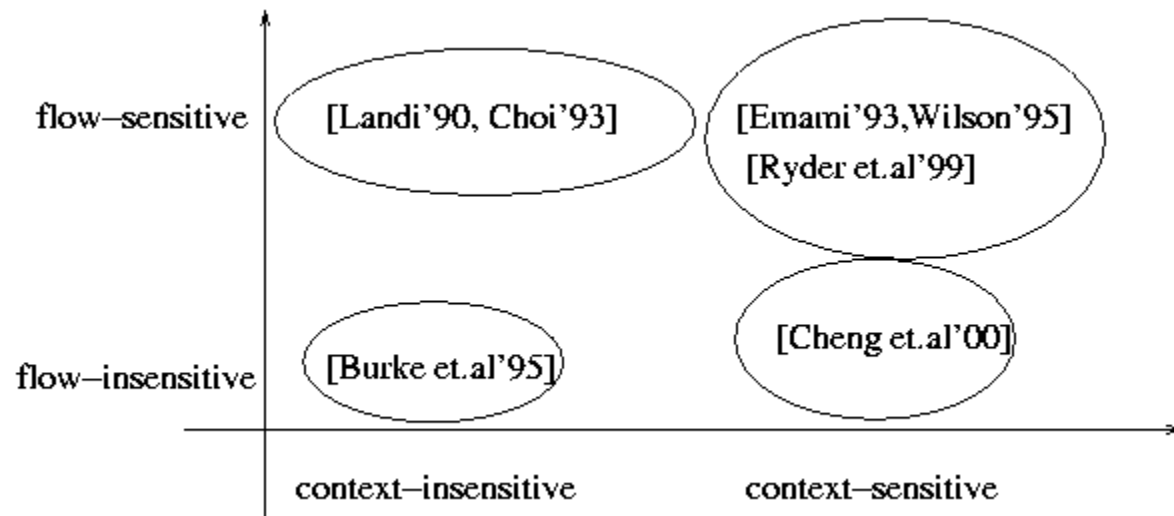 flow–sensitive
[Landi’90, Choi’93]
[Emami’93,Wilson’95]
[Ryder et.al’99]
flow–insensitive
[Burke et.al’95]
[Cheng et.al’00]
context–insensitive
context–sensitive